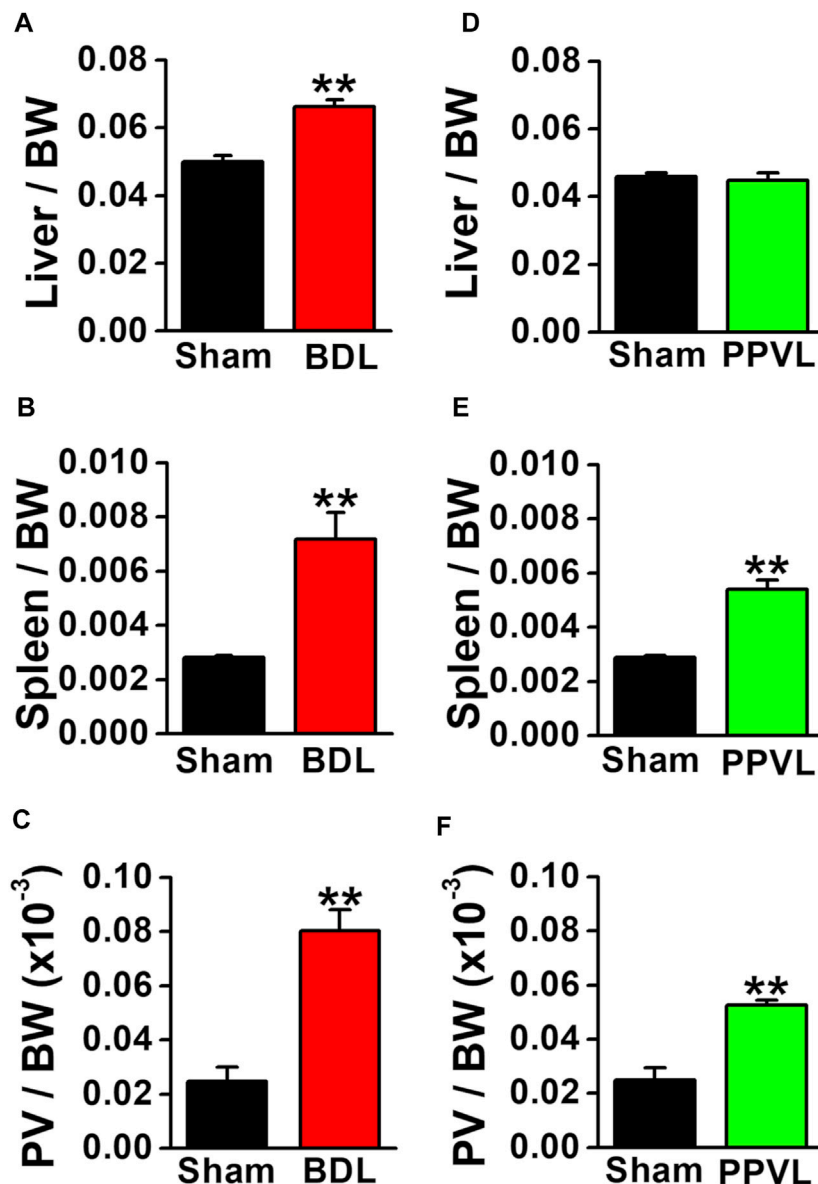 A
Liver / BW
0.08
0.06
0.04
0.02
0.00
**
Sham BDL
D
Liver / BW
0.08
0.06
0.04
0.02
0.00
Sham PPVL
B
Spleen / BW
0.010
0.008
0.006
0.004
0.002
0.000
**
Sham BDL
E
Spleen / BW
0.010
0.008
0.006
0.004
0.002
0.000
**
Sham PPVL
C
PV / BW (x10⁻³)
0.10
0.08
0.06
0.04
0.02
0.00
**
Sham BDL
F
PV / BW (x10⁻³)
0.10
0.08
0.06
0.04
0.02
0.00
**
Sham PPVL